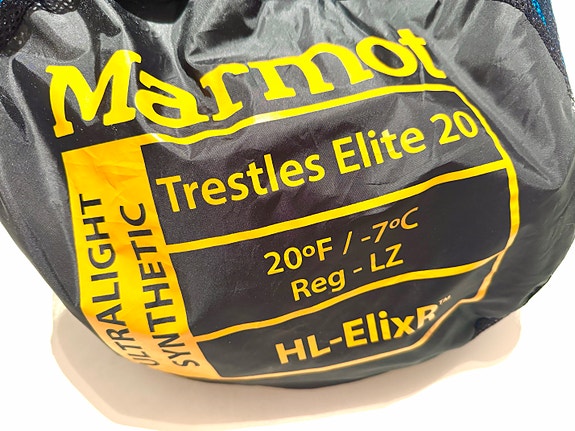 Marmot
ULTRALIGHT
SYNTHETIC
Trestles Elite 20
20ºF / -7ºC
Reg - LZ
HL-ElixR™